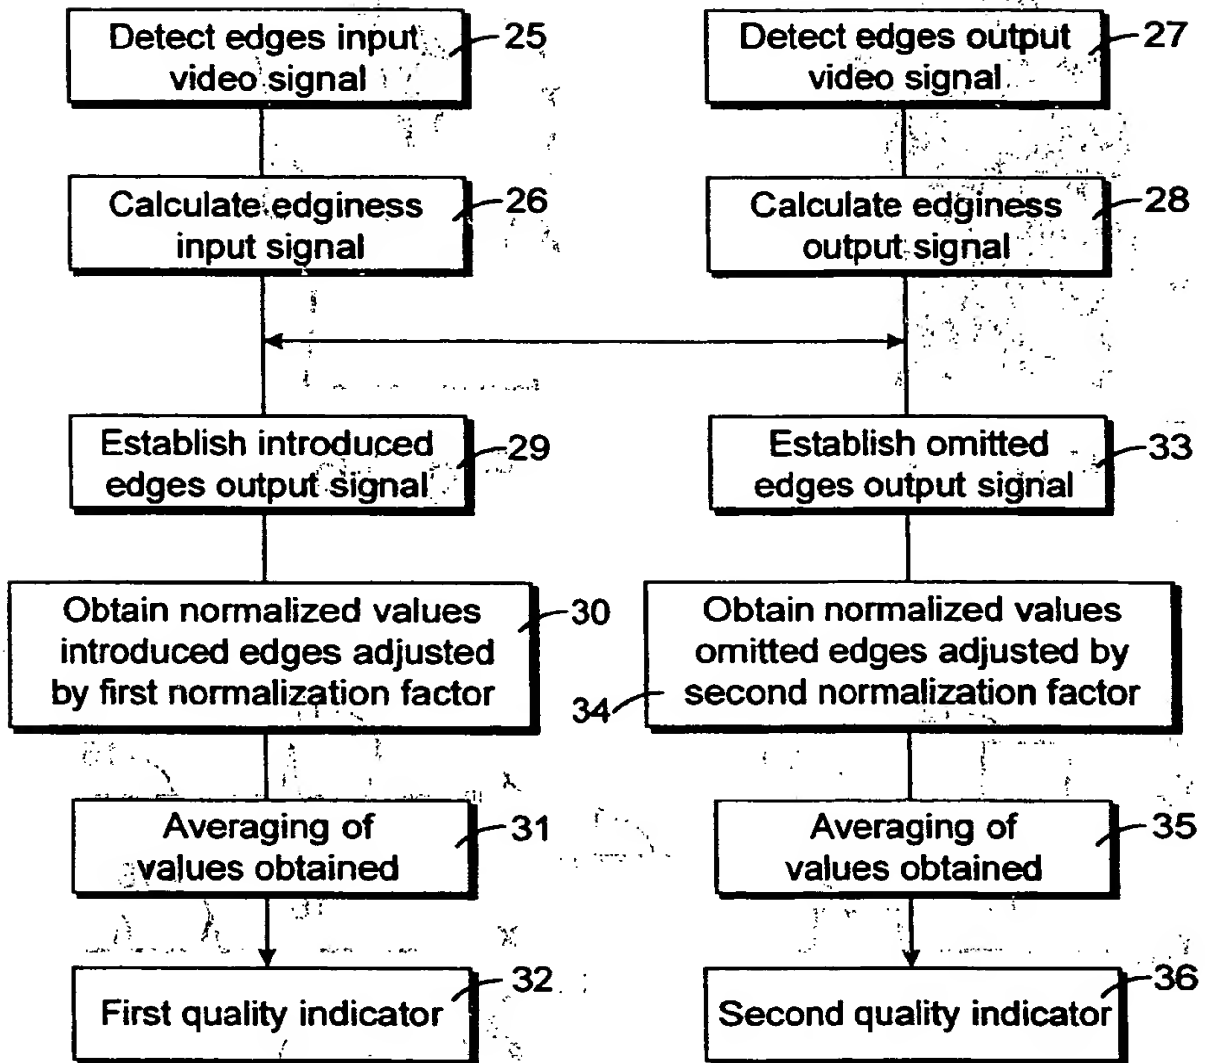 Detect edges input
video signal
25
Detect edges output
video signal
27
Calculate edginess
input signal
26
Calculate edginess
output signal
28
Establish introduced
edges output signal
29
Establish omitted
edges output signal
33
Obtain normalized values
introduced edges adjusted
by first normalization factor
30
Obtain normalized values
omitted edges adjusted by
second normalization factor
34
Averaging of
values obtained
31
Averaging of
values obtained
35
First quality indicator
32
Second quality indicator
36